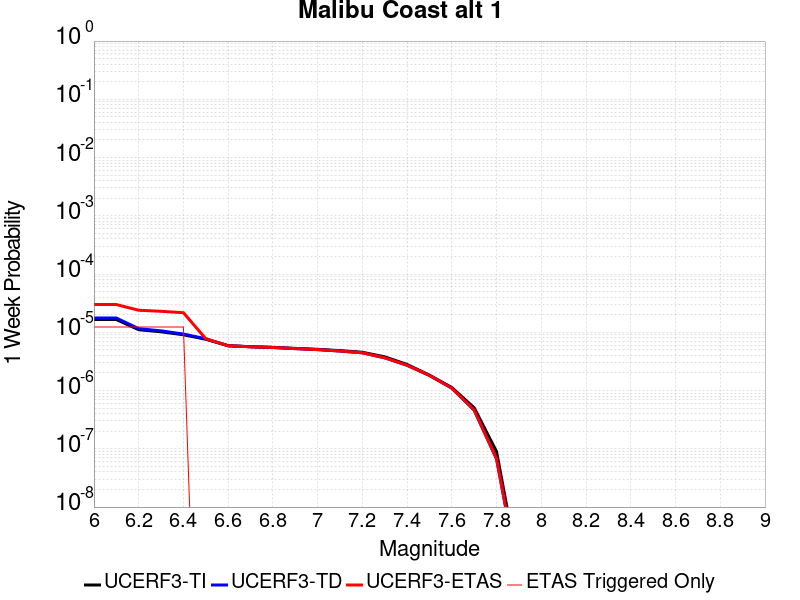 Malibu Coast alt 1
10^0
10^-1
10^-2
10^-3
10^-4
10^-5
10^-6
10^-7
10^-8
1 Week Probability
6 6.2 6.4 6.6 6.8 7 7.2 7.4 7.6 7.8 8 8.2 8.4 8.6 8.8 9
Magnitude
UCERF3-TI UCERF3-TD UCERF3-ETAS ETAS Triggered Only